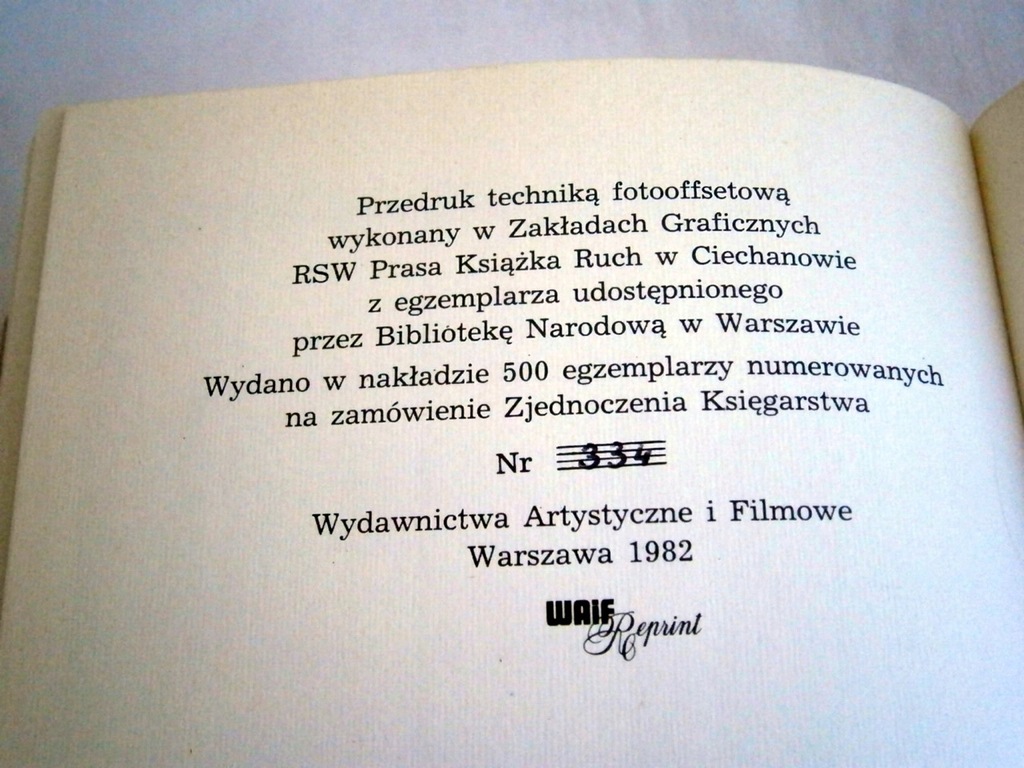 Przedruk techniką fotooffsetową
wykonany w Zakładach Graficznych
RSW Prasa Książka Ruch w Ciechanowie
z egzemplarza udostępnionego
przez Bibliotekę Narodową w Warszawie
Wydano w nakładzie 500 egzemplarzy numerowanych
na zamówienie Zjednoczenia Księgarstwa
Nr 334
Wydawnictwa Artystyczne i Filmowe
Warszawa 1982
WAiF Reprint